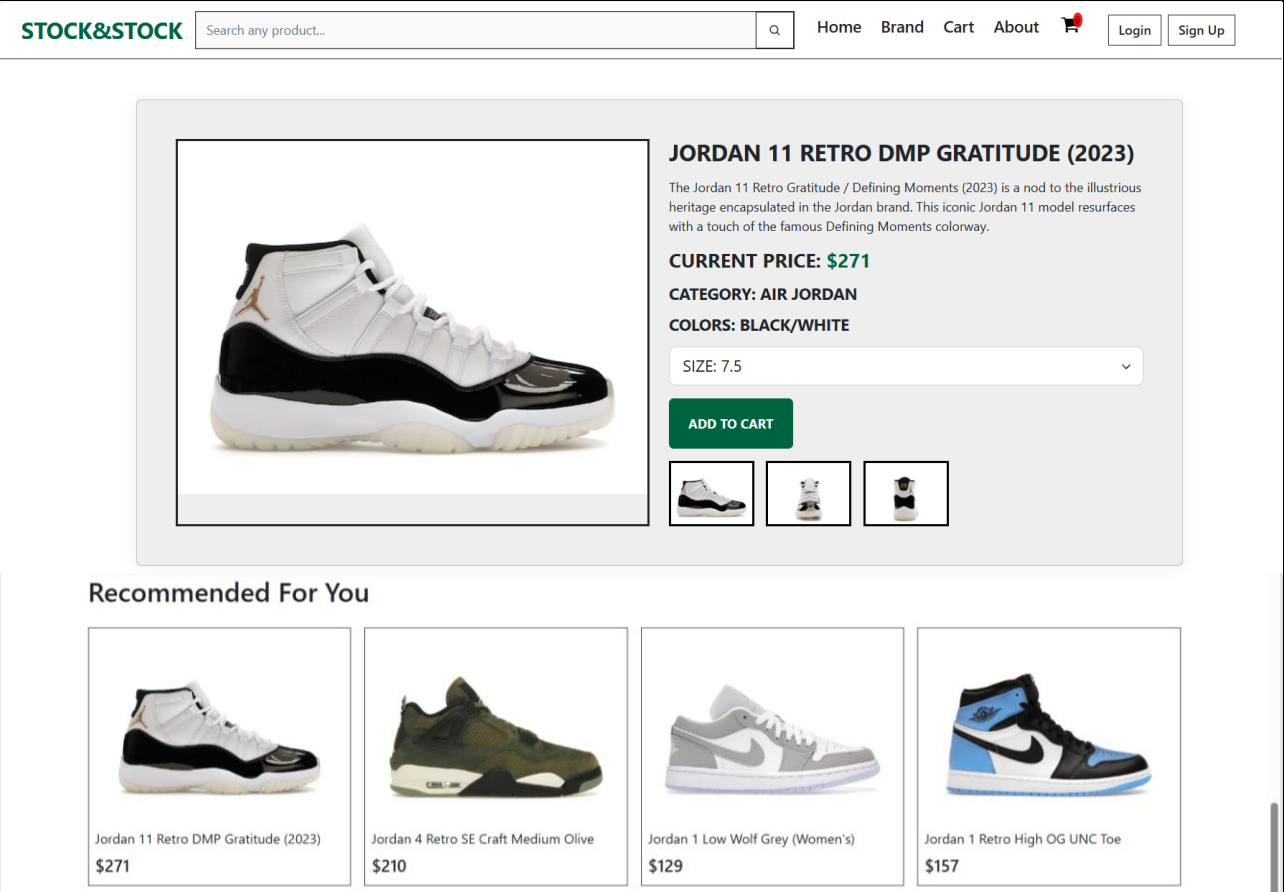 STOCK&STOCK
Search any product...
Home
Brand
Cart
About
0
Login
Sign Up
JORDAN 11 RETRO DMP GRATITUDE (2023)
The Jordan 11 Retro Gratitude / Defining Moments (2023) is a nod to the illustrious
heritage encapsulated in the Jordan brand. This iconic Jordan 11 model resurfaces
with a touch of the famous Defining Moments colorway.
CURRENT PRICE: $271
CATEGORY: AIR JORDAN
COLORS: BLACK/WHITE
SIZE: 7.5
ADD TO CART
Recommended For You
Jordan 11 Retro DMP Gratitude (2023)
$271
Jordan 4 Retro SE Craft Medium Olive
$210
Jordan 1 Low Wolf Grey (Women's)
$129
Jordan 1 Retro High OG UNC Toe
$157